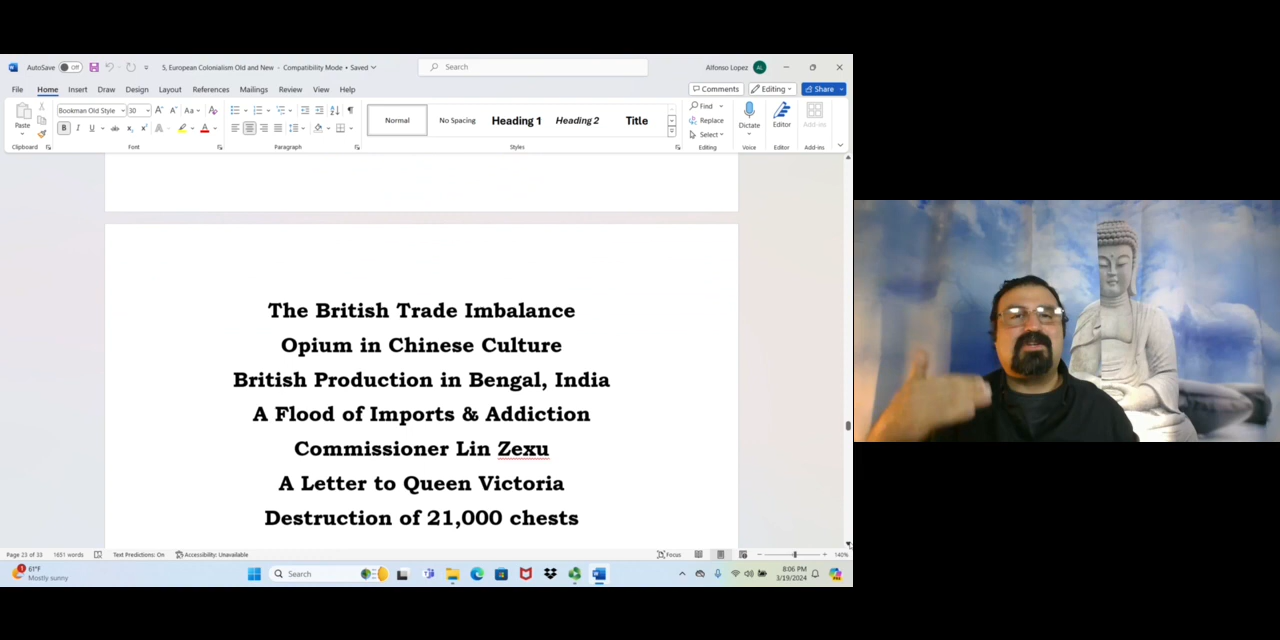 AutoSave Off 5, European Colonialism Old and New - Compatibility Mode • Saved Search Alfonso Lopez AL
File Home Insert Draw Design Layout References Mailings Review View Help Comments Editing Share
Paste Bookman Old Style 30 Normal No Spacing Heading 1 Heading 2 Title Find Replace Select Dictate Editor Add-ins
Clipboard Font Paragraph Styles Editing Voice Editor Add-ins
The British Trade Imbalance
Opium in Chinese Culture
British Production in Bengal, India
A Flood of Imports & Addiction
Commissioner Lin Zexu
A Letter to Queen Victoria
Destruction of 21,000 chests
Page 23 of 33 1651 words Text Predictions: On Accessibility: Unavailable Focus 140%
1 61°F
Mostly sunny
Search
8:06 PM
3/19/2024